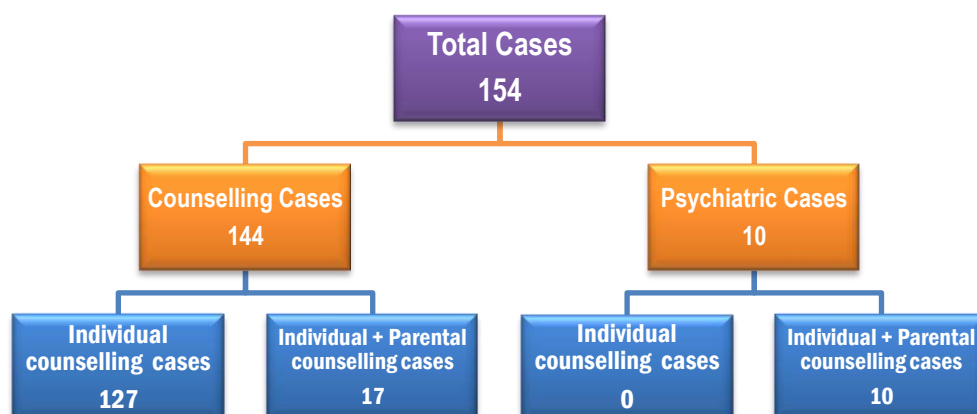 Total Cases
154
Counselling Cases
144
Psychiatric Cases
10
Individual
counselling cases
127
Individual + Parental
counselling cases
17
Individual
counselling cases
0
Individual + Parental
counselling cases
10